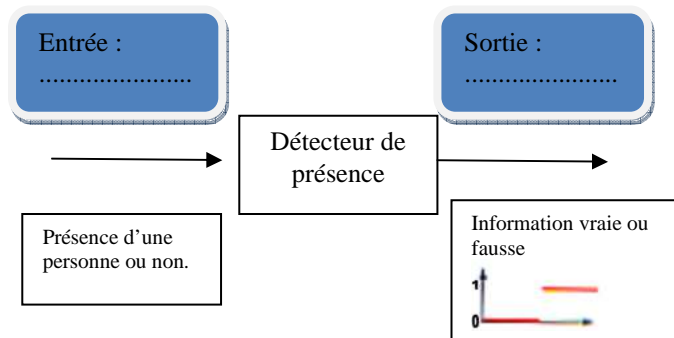 Entrée :
.......................
Sortie :
.......................
Détecteur de
présence
Présence d’une
personne ou non.
Information vraie ou
fausse
1
0